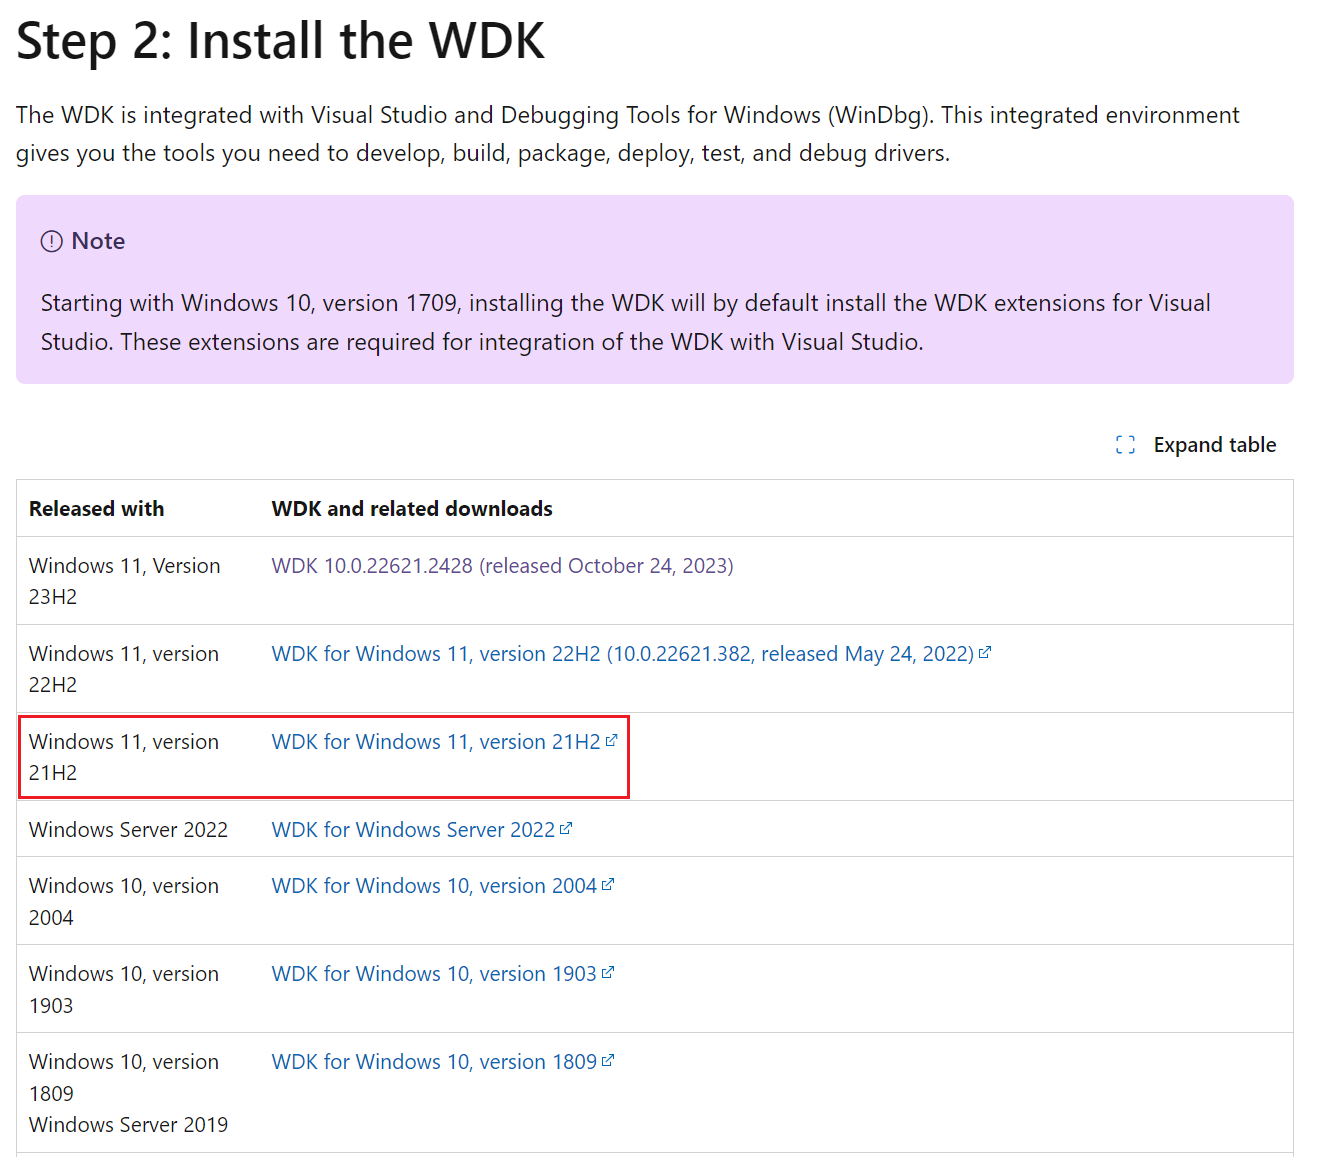 Step 2: Install the WDK
The WDK is integrated with Visual Studio and Debugging Tools for Windows (WinDbg). This integrated environment
gives you the tools you need to develop, build, package, deploy, test, and debug drivers.
Note
Starting with Windows 10, version 1709, installing the WDK will by default install the WDK extensions for Visual
Studio. These extensions are required for integration of the WDK with Visual Studio.
Expand table
Released with WDK and related downloads
Windows 11, Version WDK 10.0.22621.2428 (released October 24, 2023)
23H2
Windows 11, version WDK for Windows 11, version 22H2 (10.0.22621.382, released May 24, 2022)
22H2
Windows 11, version WDK for Windows 11, version 21H2
21H2
Windows Server 2022 WDK for Windows Server 2022
Windows 10, version WDK for Windows 10, version 2004
2004
Windows 10, version WDK for Windows 10, version 1903
1903
Windows 10, version WDK for Windows 10, version 1809
1809
Windows Server 2019